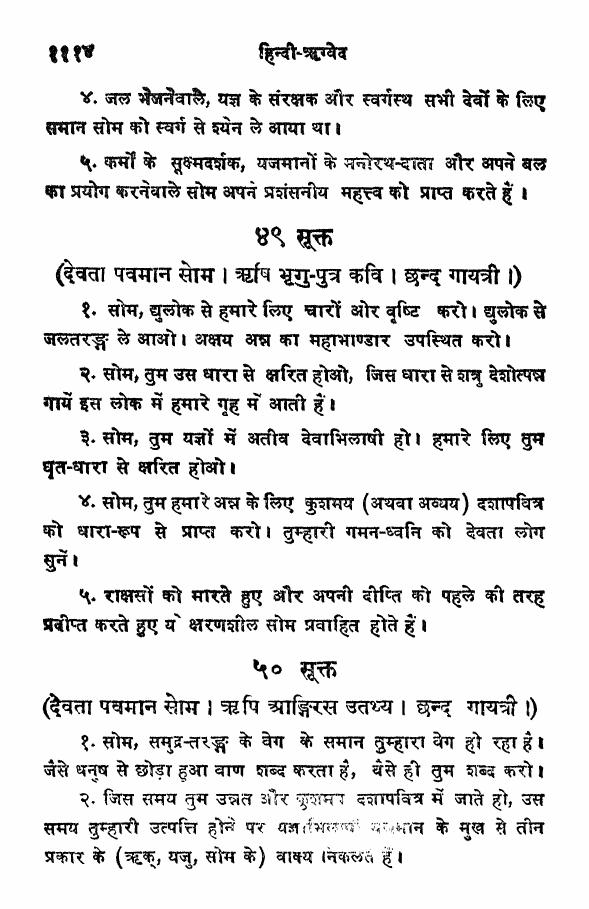 १११४ हिन्दी-ऋग्वेद
४. जल भेजनेवाले, यज्ञ के संरक्षक और स्वर्गस्थ सभी देवों के लिए
समान सोम को स्वर्ग से श्येन ले आया था।
५. कर्मों के सूक्ष्मदर्शक, यजमानों के मनोरथ-दाता और अपने बल
का प्रयोग करनेवाले सोम अपने प्रशंसनीय महत्त्व को प्राप्त करते हैं।
४९ सूक्त
(देवता पवमान सोम। ऋषि भृगु-पुत्र कवि। छन्द गायत्री।)
१. सोम, द्युलोक से हमारे लिए चारों ओर वृष्टि करो। द्युलोक से
जलतरङ्ग ले आओ। अक्षय अन्न का महाभाण्डार उपस्थित करो।
२. सोम, तुम उस धारा से क्षरित होओ, जिस धारा से शत्रु देशोत्पन्न
गायें इस लोक में हमारे गृह में आती हैं।
३. सोम, तुम यज्ञों में अतीव देवाभिलाषी हो। हमारे लिए तुम
घृत-धारा से क्षरित होओ।
४. सोम, तुम हमारे अन्न के लिए कुशमय (अथवा अव्यय) दशापवित्र
को धारा-रूप से प्राप्त करो। तुम्हारी गमन-ध्वनि को देवता लोग
सुनें।
५. राक्षसों को मारते हुए और अपनी दीप्ति को पहले की तरह
प्रदीप्त करते हुए ये क्षरणशील सोम प्रवाहित होते हैं।
५० सूक्त
(देवता पवमान सोम। ऋषि आङ्गिरस उतथ्य। छन्द गायत्री।)
१. सोम, समुद्र-तरङ्ग के वेग के समान तुम्हारा वेग हो रहा है।
जैसे धनुष से छोड़ा हुआ वाण शब्द करता है, वैसे ही तुम शब्द करो।
२. जिस समय तुम उन्नत और कुशमय दशापवित्र में जाते हो, उस
समय तुम्हारी उत्पत्ति होने पर यज्ञाभिलाषी यजमान के मुख से तीन
प्रकार के (ऋक्, यजु, सोम के) वाक्य निकलते हैं।